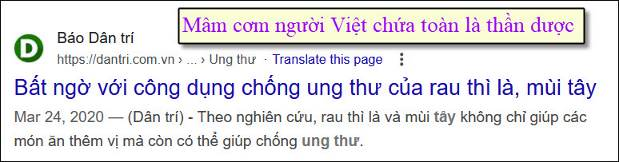 Mâm cơm người Việt chứa toàn là thần dược
D
Báo Dân trí
https://dantri.com.vn › ... › Ung thư · Translate this page
Bất ngờ với công dụng chống ung thư của rau thì là, mùi tây
Mar 24, 2020 — (Dân trí) - Theo nghiên cứu, rau thì là và mùi tây không chỉ giúp các
món ăn thêm vị mà còn có thể giúp chống ung thư.